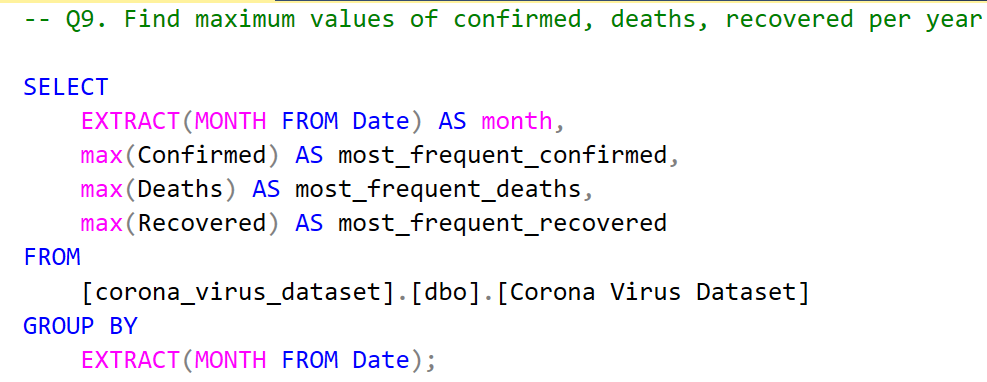 -- Q9. Find maximum values of confirmed, deaths, recovered per year
SELECT
EXTRACT(MONTH FROM Date) AS month,
max(Confirmed) AS most_frequent_confirmed,
max(Deaths) AS most_frequent_deaths,
max(Recovered) AS most_frequent_recovered
FROM
[corona_virus_dataset].[dbo].[Corona Virus Dataset]
GROUP BY
EXTRACT(MONTH FROM Date);